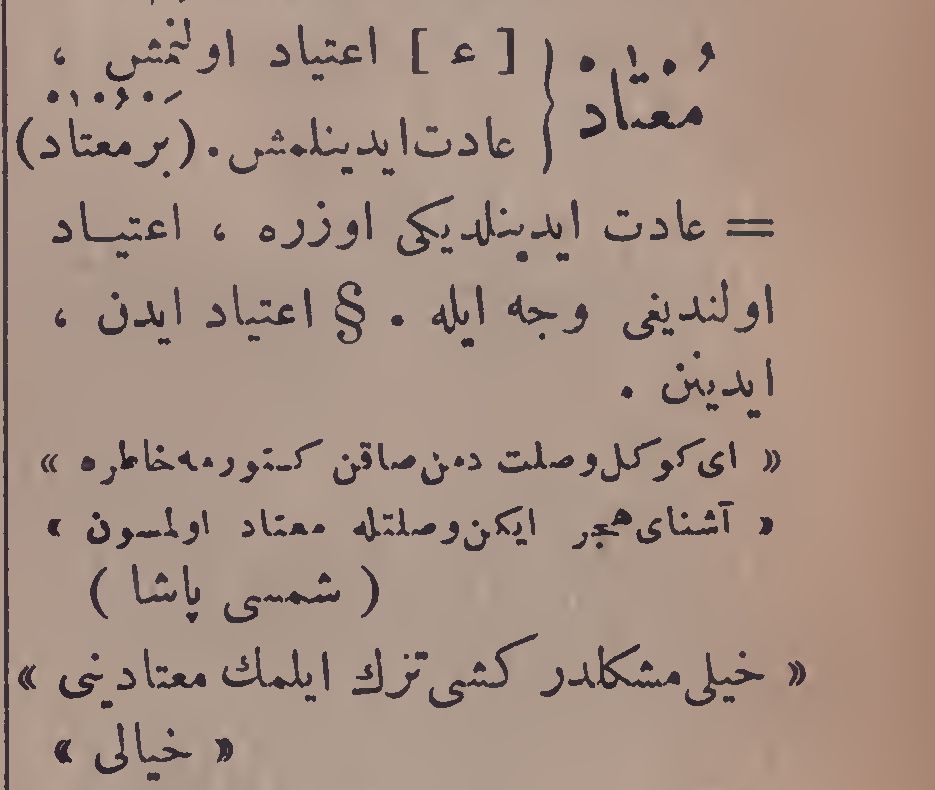 مُعْتَاد } [ ع ] اعتیاد اولنمش ،
عادت ایدینلمش. (بَر مُعْتَاد)
= عادت ایدینلدیکی اوزره ، اعتیاد
اولندیغی وجه ایله . § اعتیاد ایدن ،
ایدینن .
« ای کوکل وصلت دمن صاقن کتورمه خاطره »
« آشنای هجر ایکن وصلتله معتاد اولمسون »
( شمسی پاشا )
« خیلی مشکلدر کشی ترك ایلمك معتادینی »
« خیالی »